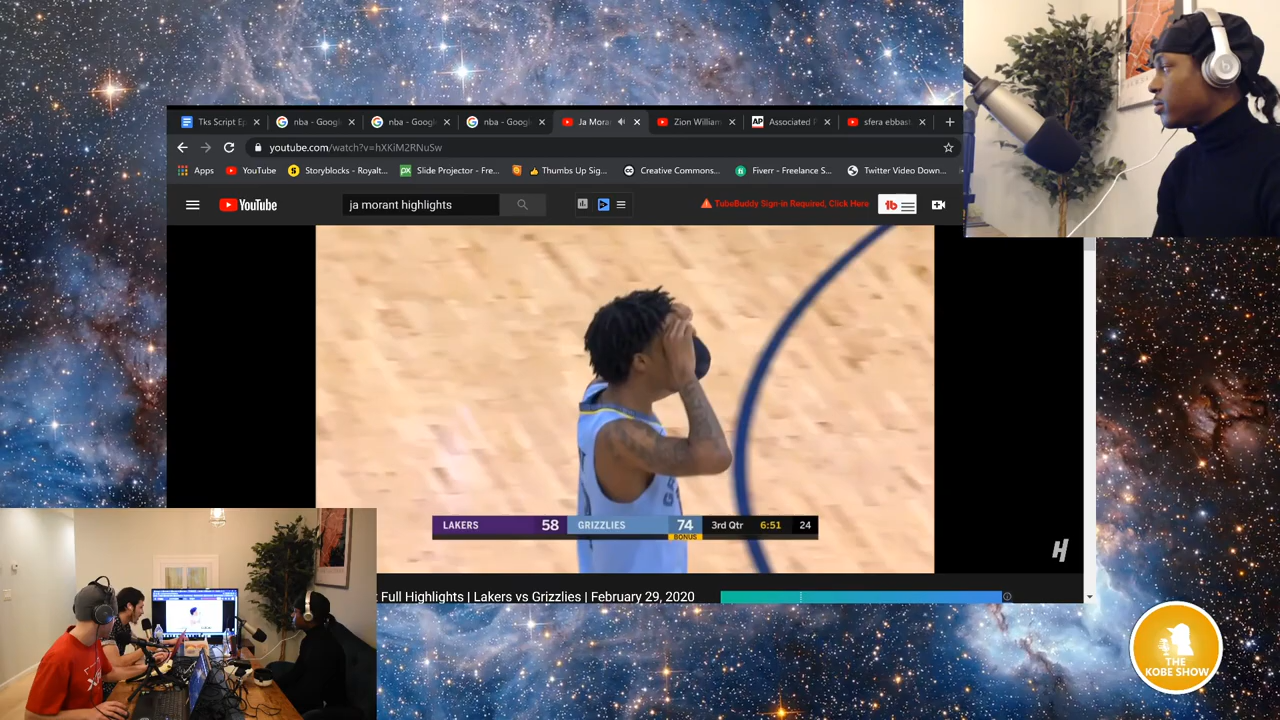 Tks Script E
nba - Googl
nba - Googl
nba - Googl
Ja Mora
Zion William
AP
Associated P
sfera ebbast
youtube.com/watch?v=hXKiM2RNuSw
Apps
YouTube
Storyblocks - Royalt...
Slide Projector - Fre...
Thumbs Up Sig...
Creative Commons...
Fiverr - Freelance S...
Twitter Video Down...
YouTube
ja morant highlights
TubeBuddy Sign-in Required, Click Here
tb
LAKERS 58 GRIZZLIES 74 3rd Qtr 6:51 24
BONUS
H
Full Highlights | Lakers vs Grizzlies | February 29, 2020
THE
KOBE SHOW